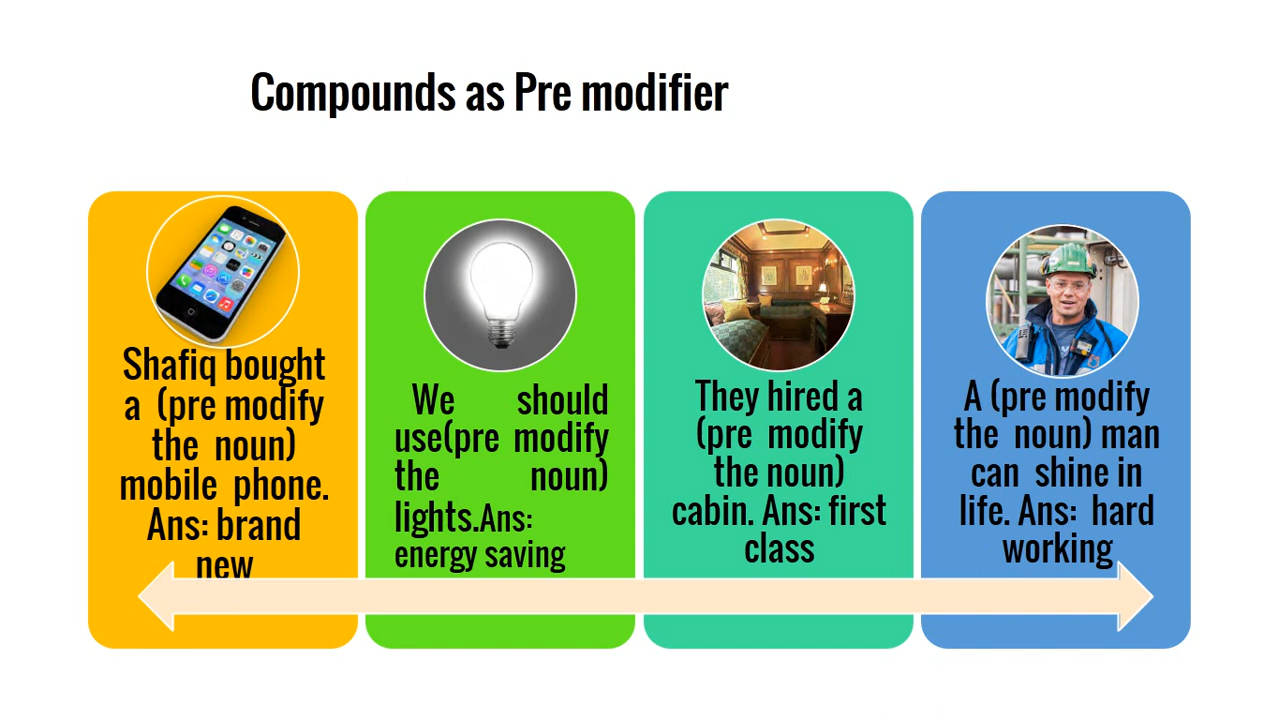 Compounds as Pre modifier
Shafiq bought
a (pre modify
the noun)
mobile phone.
Ans: brand
new
We should
use(pre modify
the noun)
lights.Ans:
energy saving
They hired a
(pre modify
the noun)
cabin. Ans: first
class
A (pre modify
the noun) man
can shine in
life. Ans: hard
working